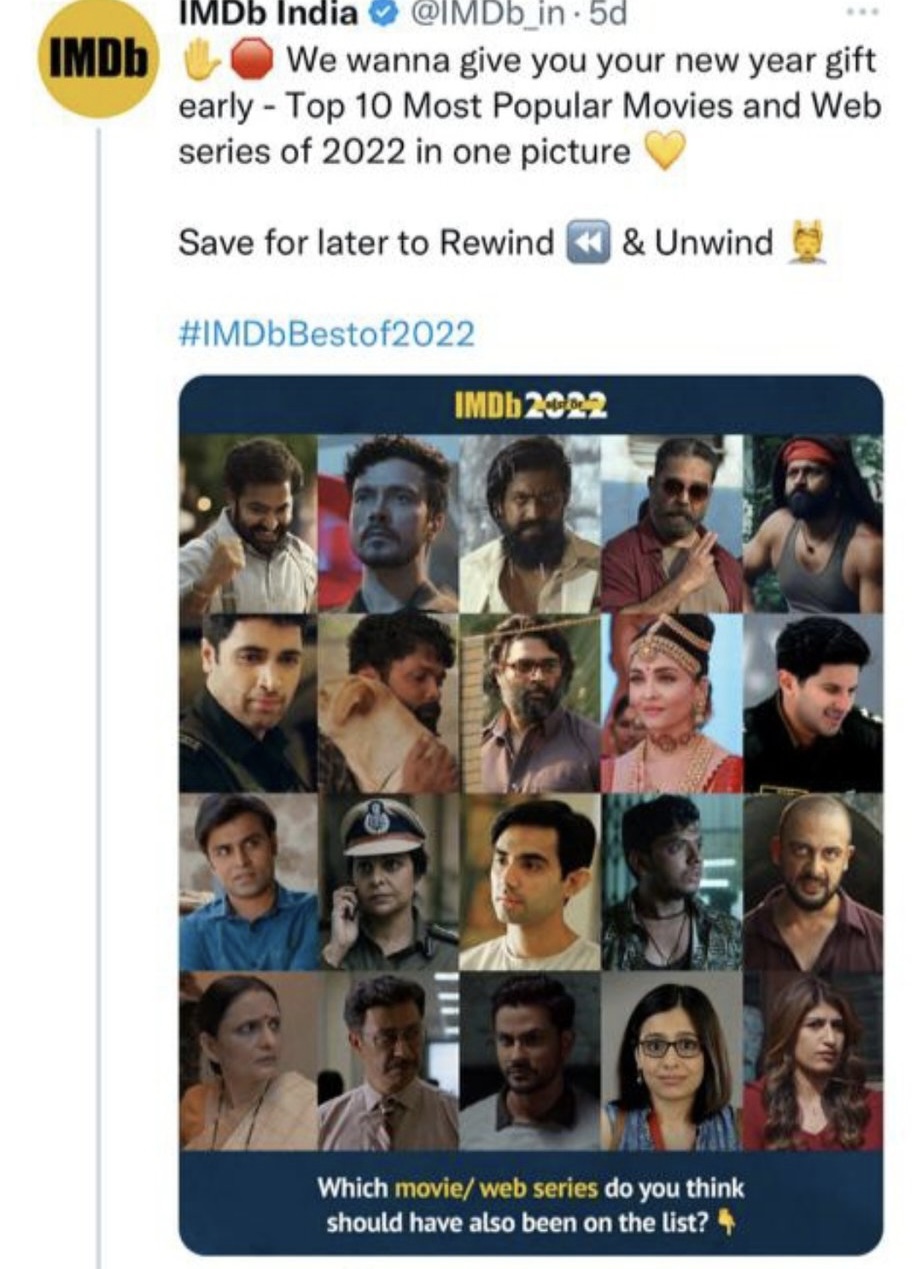 IMDb India @IMDb_in · 5d
IMDb
✋🛑 We wanna give you your new year gift
early - Top 10 Most Popular Movies and Web
series of 2022 in one picture 💛
Save for later to Rewind ⏪ & Unwind 💆
#IMDbBestof2022
IMDb 2022
Which movie/ web series do you think
should have also been on the list? 👇